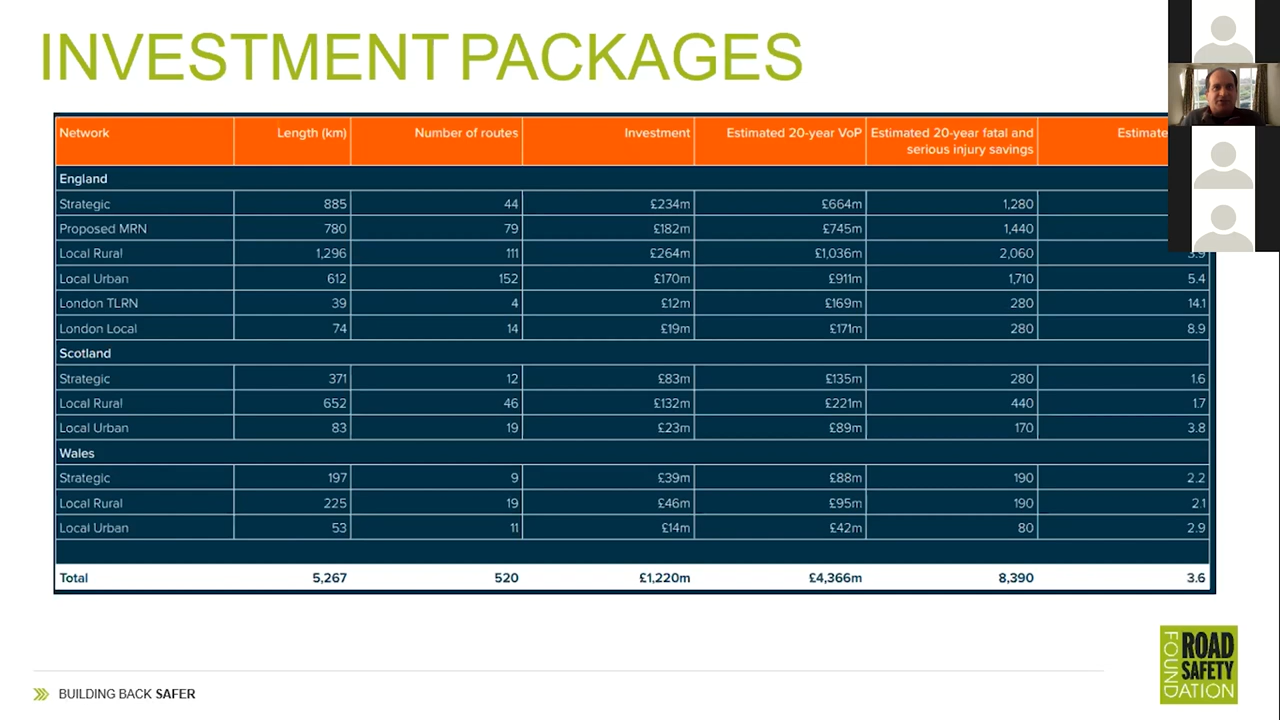 INVESTMENT PACKAGES
Network Length (km) Number of routes Investment Estimated 20-year VoP Estimated 20-year fatal and serious injury savings Estimate
England
Strategic 885 44 £234m £664m 1,280
Proposed MRN 780 79 £182m £745m 1,440
Local Rural 1,296 111 £264m £1,036m 2,060 3.9
Local Urban 612 152 £170m £911m 1,710 5.4
London TLRN 39 4 £12m £169m 280 14.1
London Local 74 14 £19m £171m 280 8.9
Scotland
Strategic 371 12 £83m £135m 280 1.6
Local Rural 652 46 £132m £221m 440 1.7
Local Urban 83 19 £23m £89m 170 3.8
Wales
Strategic 197 9 £39m £88m 190 2.2
Local Rural 225 19 £46m £95m 190 2.1
Local Urban 53 11 £14m £42m 80 2.9
Total 5,267 520 £1,220m £4,366m 8,390 3.6
BUILDING BACK SAFER
ROAD
SAFETY
FOUNDATION